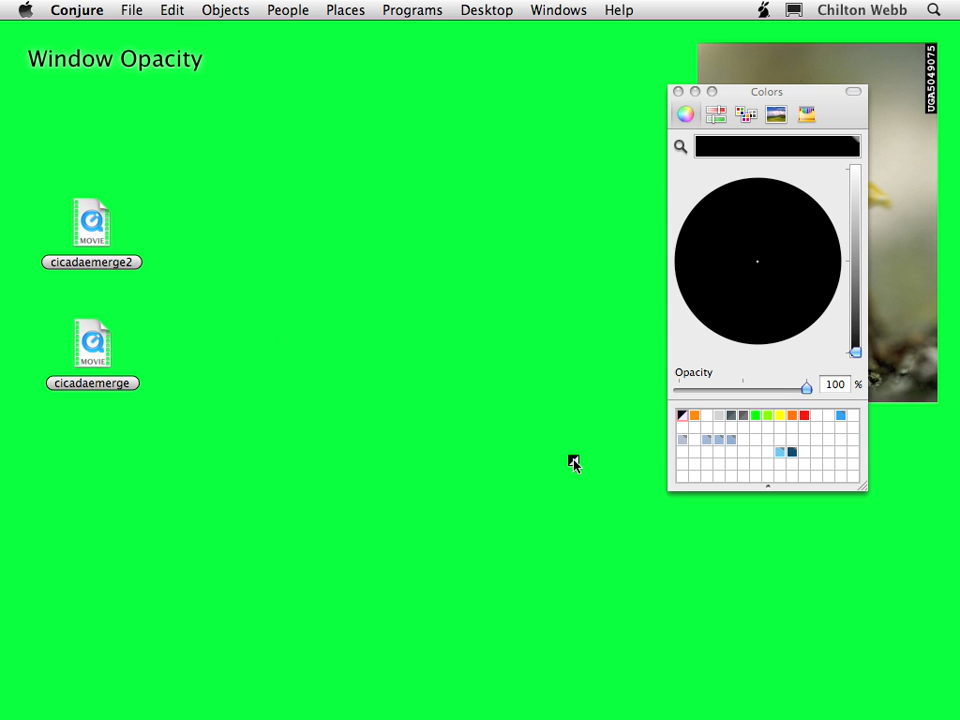 Conjure File Edit Objects People Places Programs Desktop Windows Help Chilton Webb
Window Opacity
UGA5049075
Colors
MOVIE
cicadaemerge2
MOVIE
cicadaemerge
Opacity
100 %